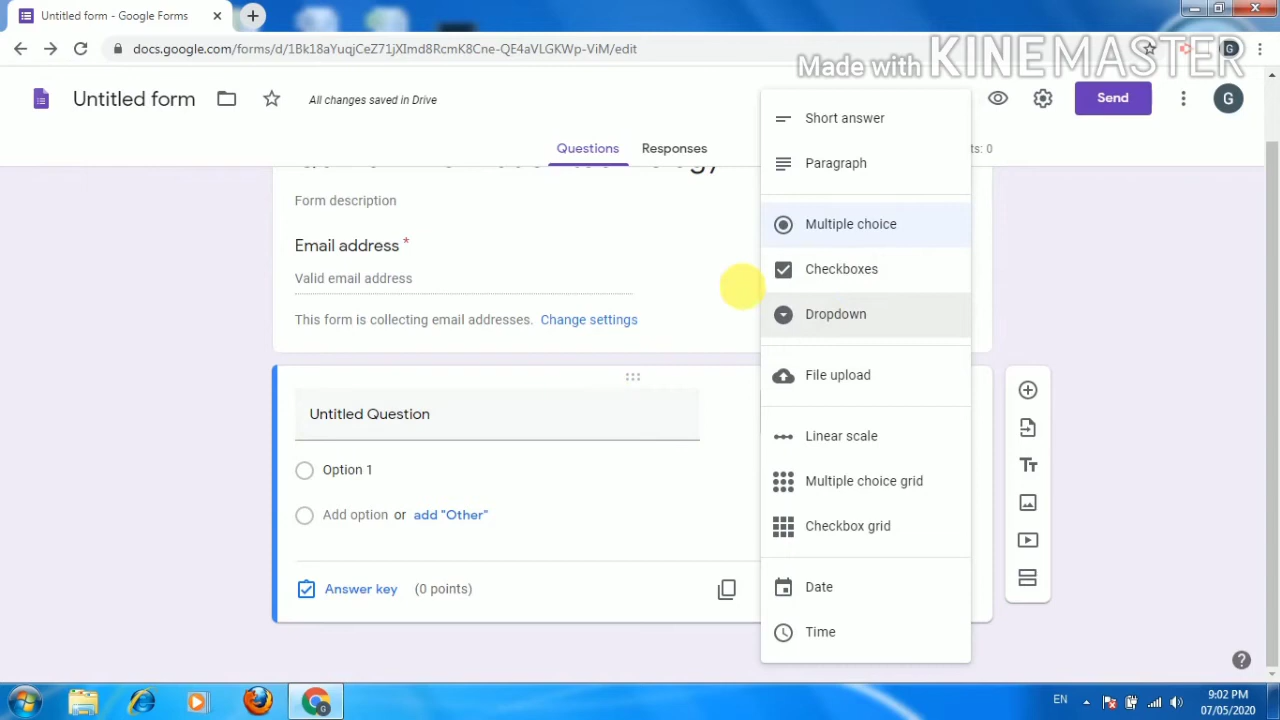 Untitled form - Google Forms
docs.google.com/forms/d/1Bk18aYuqjCeZ71jXImd8RcmK8Cne-QE4aVLGKWp-ViM/edit
G
Made with KINEMASTER
Untitled form
All changes saved in Drive
Send
G
Questions
Responses
ts: 0
Form description
Email address *
Valid email address
This form is collecting email addresses. Change settings
Untitled Question
Option 1
Add option or add "Other"
Answer key (0 points)
Short answer
Paragraph
Multiple choice
Checkboxes
Dropdown
File upload
Linear scale
Multiple choice grid
Checkbox grid
Date
Time
Tt
EN
9:02 PM
07/05/2020